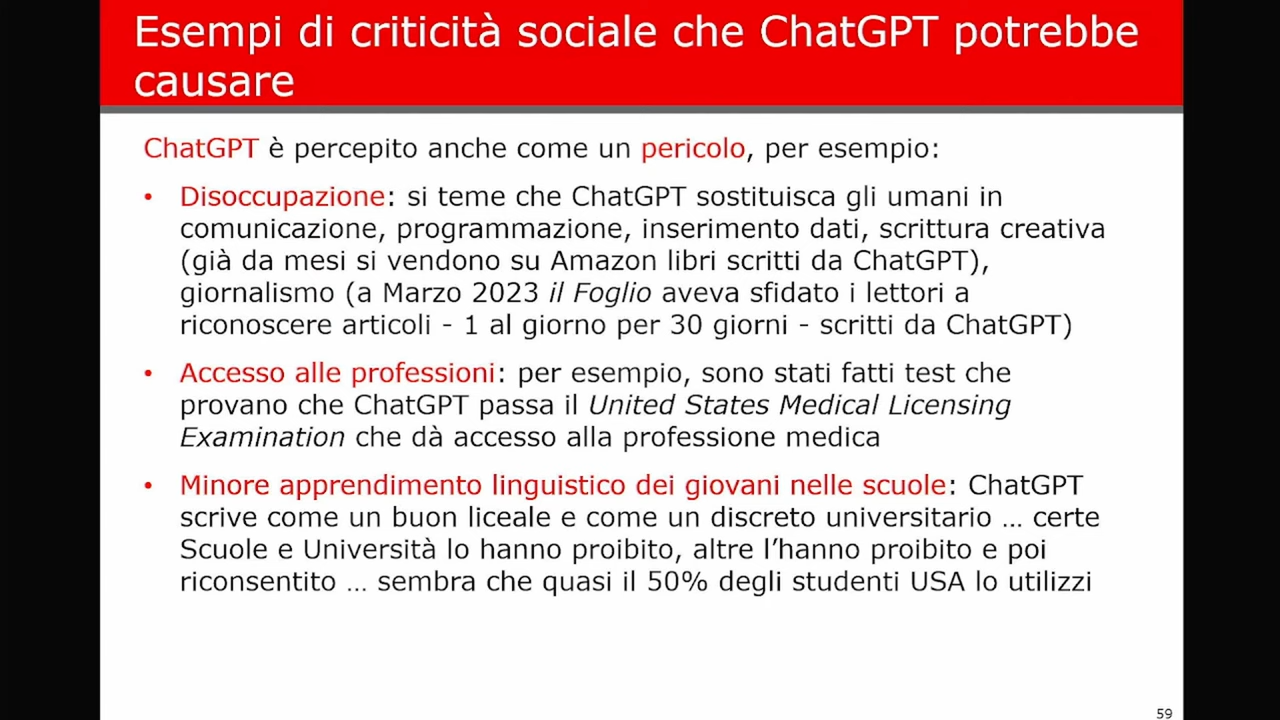 Esempi di criticità sociale che ChatGPT potrebbe
causare
ChatGPT è percepito anche come un pericolo, per esempio:
• Disoccupazione: si teme che ChatGPT sostituisca gli umani in
comunicazione, programmazione, inserimento dati, scrittura creativa
(già da mesi si vendono su Amazon libri scritti da ChatGPT),
giornalismo (a Marzo 2023 il Foglio aveva sfidato i lettori a
riconoscere articoli - 1 al giorno per 30 giorni - scritti da ChatGPT)
• Accesso alle professioni: per esempio, sono stati fatti test che
provano che ChatGPT passa il United States Medical Licensing
Examination che dà accesso alla professione medica
• Minore apprendimento linguistico dei giovani nelle scuole: ChatGPT
scrive come un buon liceale e come un discreto universitario … certe
Scuole e Università lo hanno proibito, altre l’hanno proibito e poi
riconsentito … sembra che quasi il 50% degli studenti USA lo utilizzi
59